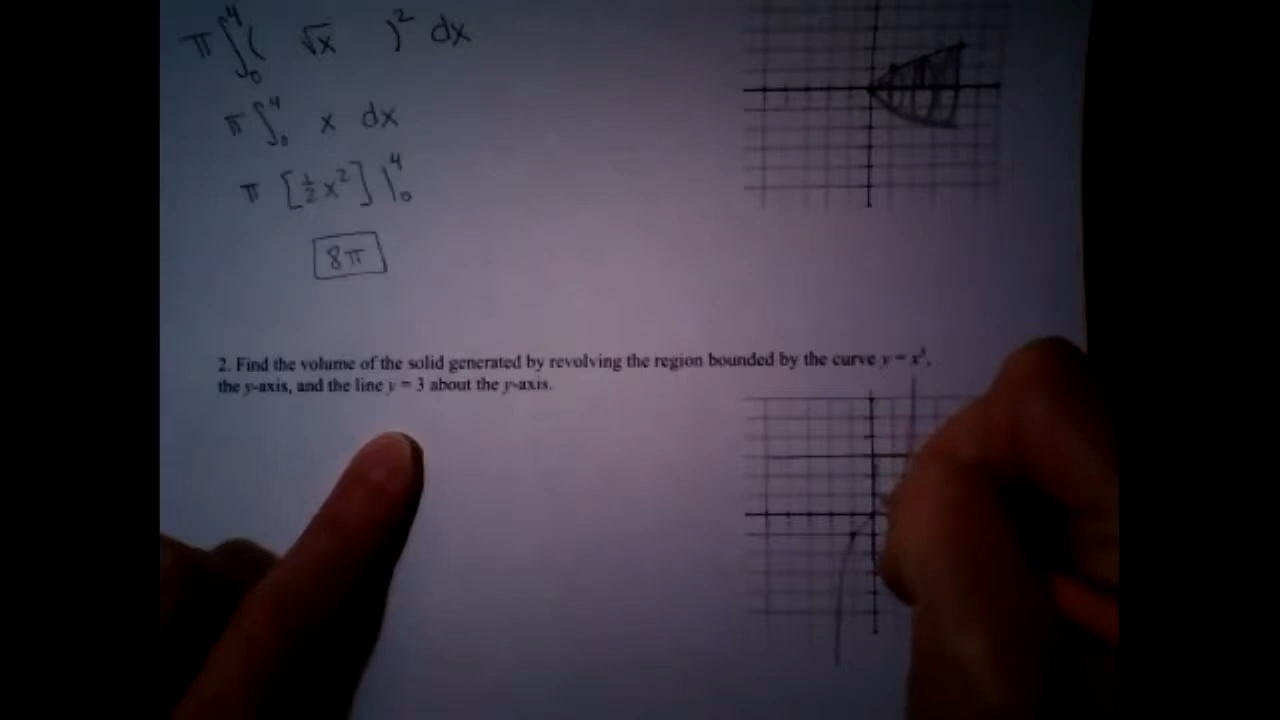 π ∫₀⁴ ( √x )² dx
π ∫₀⁴ x dx
π [½x²] |₀⁴
8π
2. Find the volume of the solid generated by revolving the region bounded by the curve y = x³,
the y-axis, and the line y = 3 about the y-axis.